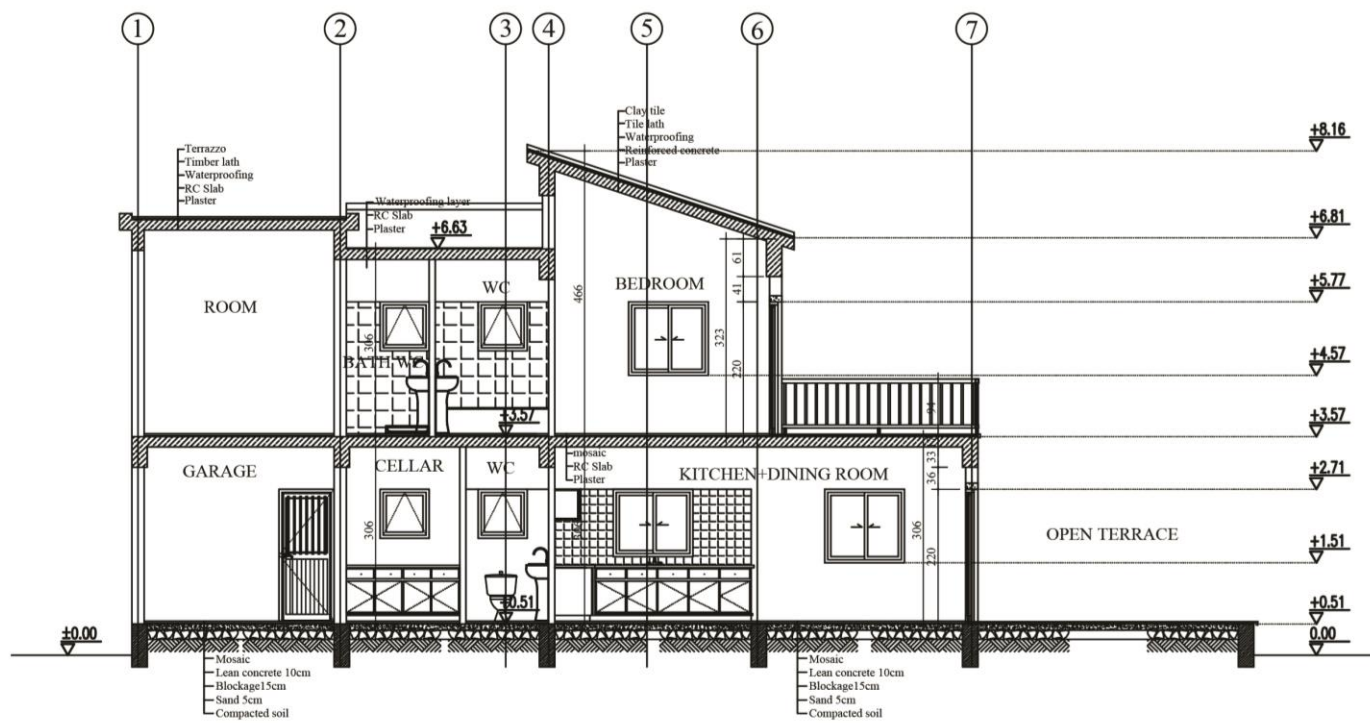 1 2 3 4 5 6 7
Clay tile
Tile lath
Waterproofing
Reinforced concrete
Plaster
+8.16
Terrazzo
Timber lath
Waterproofing
RC Slab
Plaster
Waterproofing layer
RC Slab
Plaster
+6.63
+6.81
61
41
466
323
220
ROOM
WC
BEDROOM
+5.77
306
BATH WC
+4.57
94
+3.57
+3.57
GARAGE
CELLAR
WC
mosaic
RC Slab
Plaster
KITCHEN+DINING ROOM
33
36
+2.71
306
306
220
OPEN TERRACE
+1.51
+0.51
+0.51
±0.00
0.00
Mosaic
Lean concrete 10cm
Blockage15cm
Sand 5cm
Compacted soil
Mosaic
Lean concrete 10cm
Blockage15cm
Sand 5cm
Compacted soil